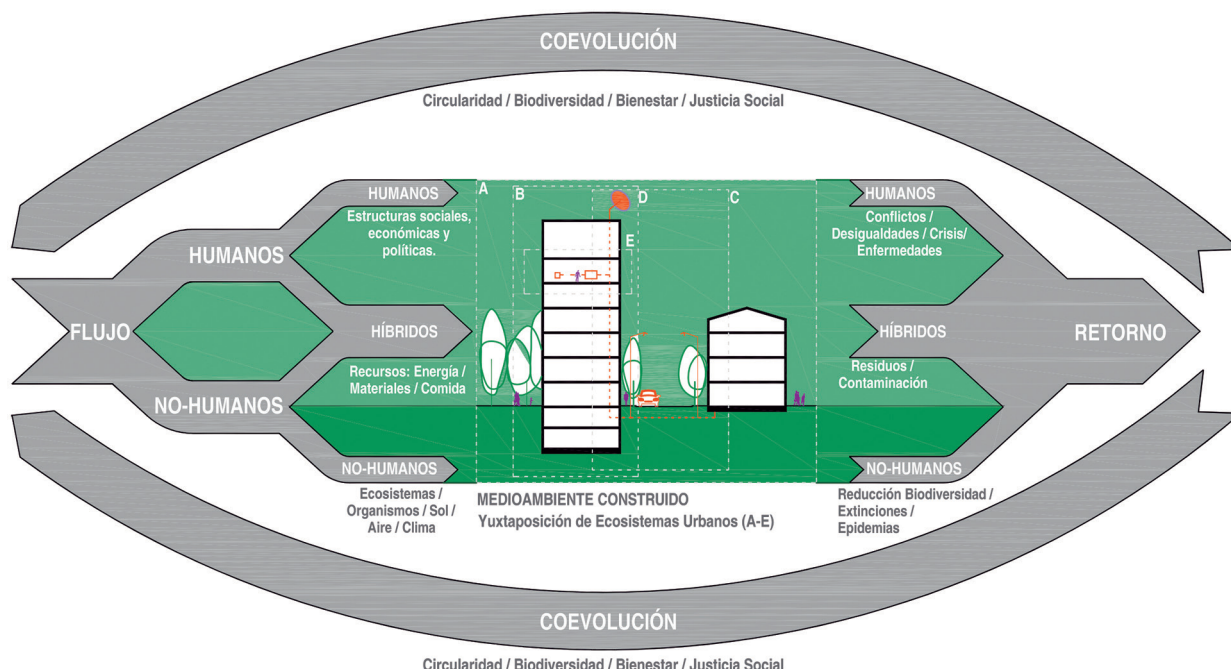 COEVOLUCIÓN
Circularidad / Biodiversidad / Bienestar / Justicia Social
FLUJO
HUMANOS
NO-HUMANOS
HUMANOS
Estructuras sociales,
económicas y
políticas.
HÍBRIDOS
Recursos: Energía /
Materiales / Comida
NO-HUMANOS
Ecosistemas /
Organismos / Sol /
Aire / Clima
A
B
D
C
E
MEDIOAMBIENTE CONSTRUIDO
Yuxtaposición de Ecosistemas Urbanos (A-E)
HUMANOS
Conflictos /
Desigualdades / Crisis/
Enfermedades
HÍBRIDOS
Residuos /
Contaminación
NO-HUMANOS
Reducción Biodiversidad /
Extinciones /
Epidemias
RETORNO
COEVOLUCIÓN
Circularidad / Biodiversidad / Bienestar / Justicia Social